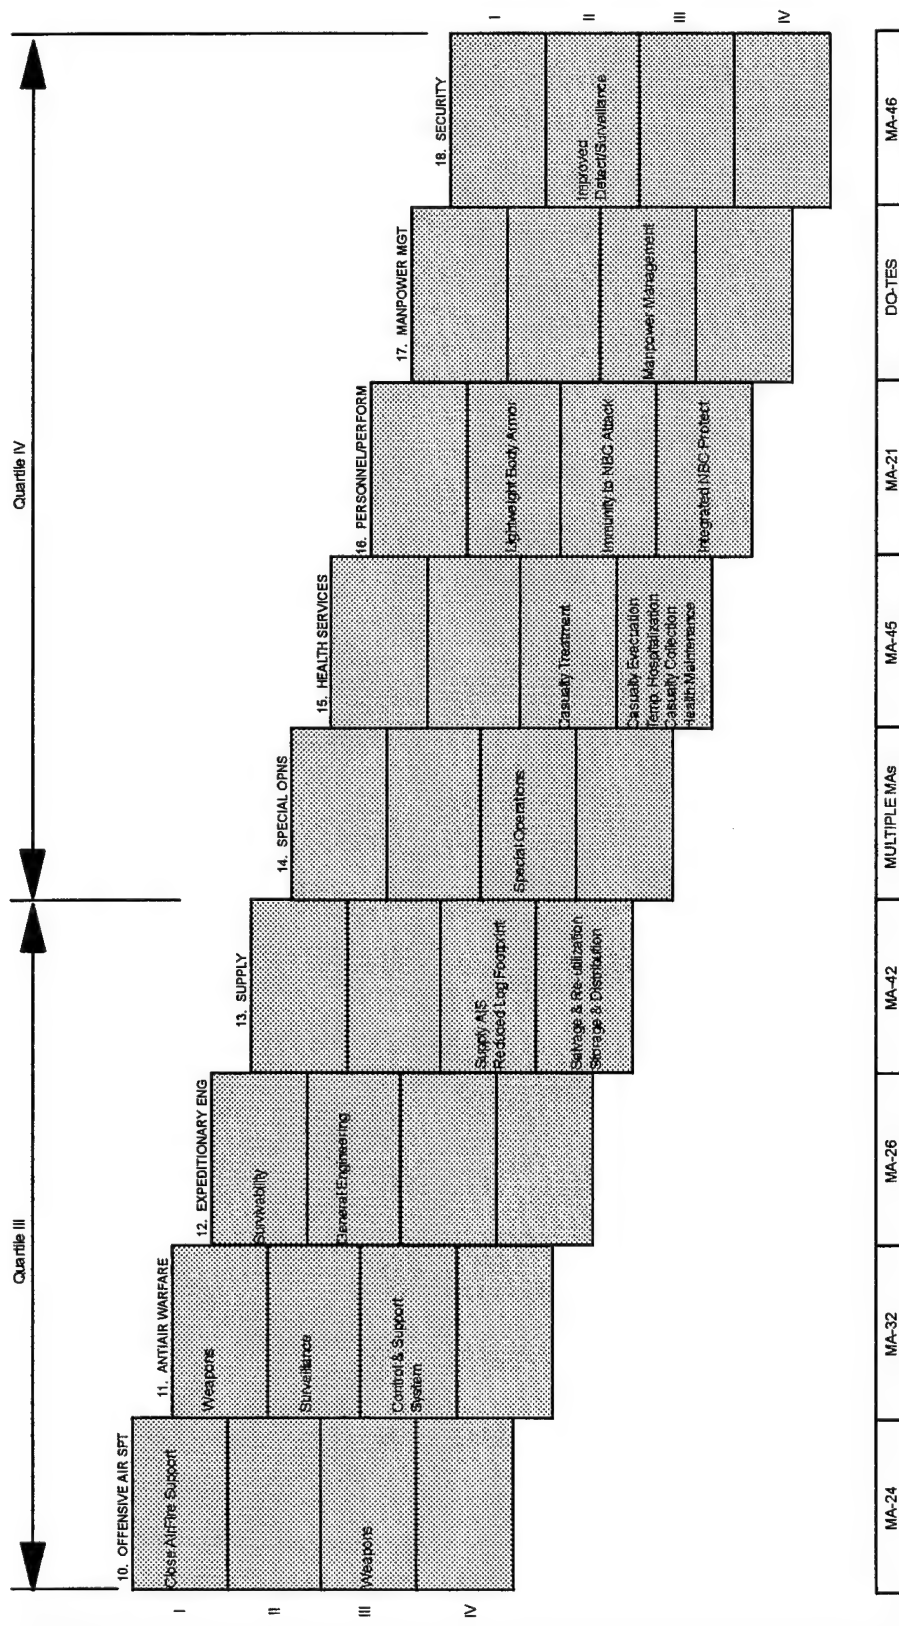 Quartile III
Quartile IV
10. OFFENSIVE AIR SPT
Close Air/Fire Support
Weapons
11. ANTIAIR WARFARE
Weapons
Surveillance
Control & Support
System
12. EXPEDITIONARY ENG
Survivability
General Engineering
13. SUPPLY
Supply AIS
Reduced Log Footprint
Salvage & Re-utilization
Storage & Distribution
14. SPECIAL OPNS
Special Operations
15. HEALTH SERVICES
Casualty Treatment
Casualty Evacuation
Temp. Hospitalization
Casualty Collection
Health Maintenance
16. PERSONNEL/PERFORM
Lightweight Body Armor
Immunity to NBC Attack
Integrated NBC Protect
17. MANPOWER MGT
Manpower Management
18. SECURITY
Improved
Detect/Surveillance
I
II
III
IV
I
II
III
IV
MA-24
MA-32
MA-26
MA-42
MULTIPLE MAs
MA-45
MA-21
DO-TES
MA-46